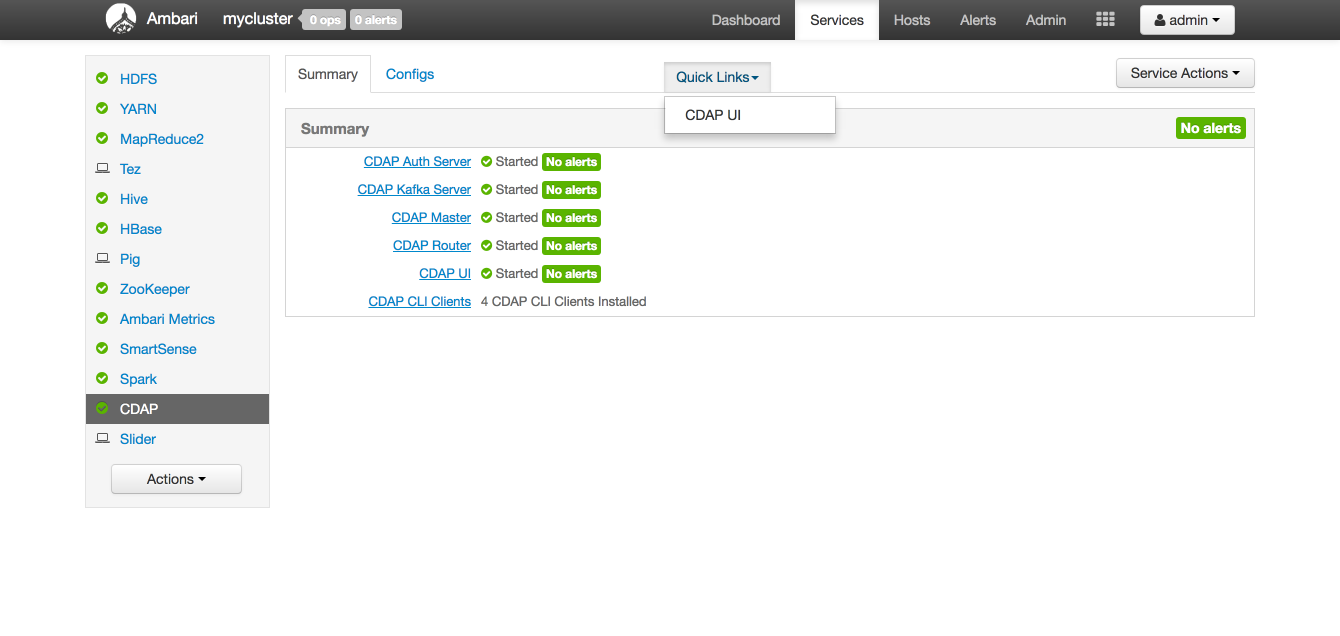 Ambari mycluster 0 ops 0 alerts Dashboard Services Hosts Alerts Admin admin
HDFS
YARN
MapReduce2
Tez
Hive
HBase
Pig
ZooKeeper
Ambari Metrics
SmartSense
Spark
CDAP
Slider
Actions
Summary Configs Quick Links Service Actions
CDAP UI
Summary No alerts
CDAP Auth Server Started No alerts
CDAP Kafka Server Started No alerts
CDAP Master Started No alerts
CDAP Router Started No alerts
CDAP UI Started No alerts
CDAP CLI Clients 4 CDAP CLI Clients Installed